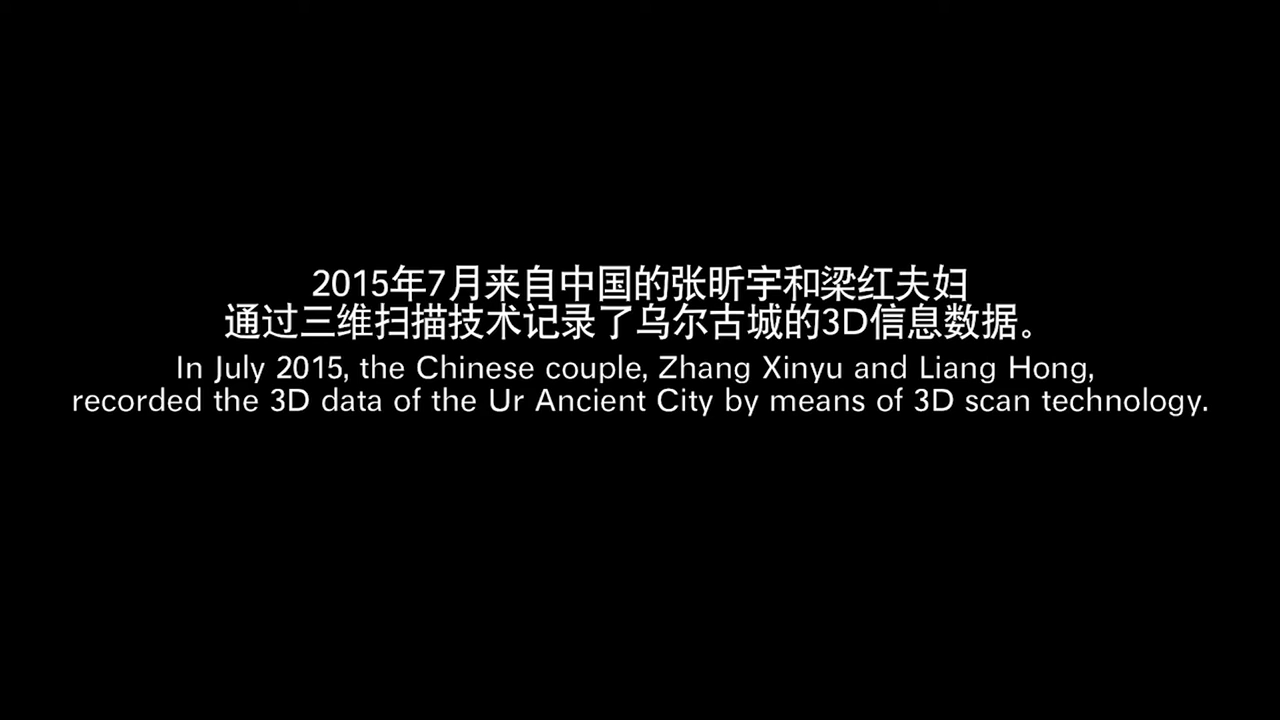 2015年7月来自中国的张昕宇和梁红夫妇
通过三维扫描技术记录了乌尔古城的3D信息数据。
In July 2015, the Chinese couple, Zhang Xinyu and Liang Hong,
recorded the 3D data of the Ur Ancient City by means of 3D scan technology.